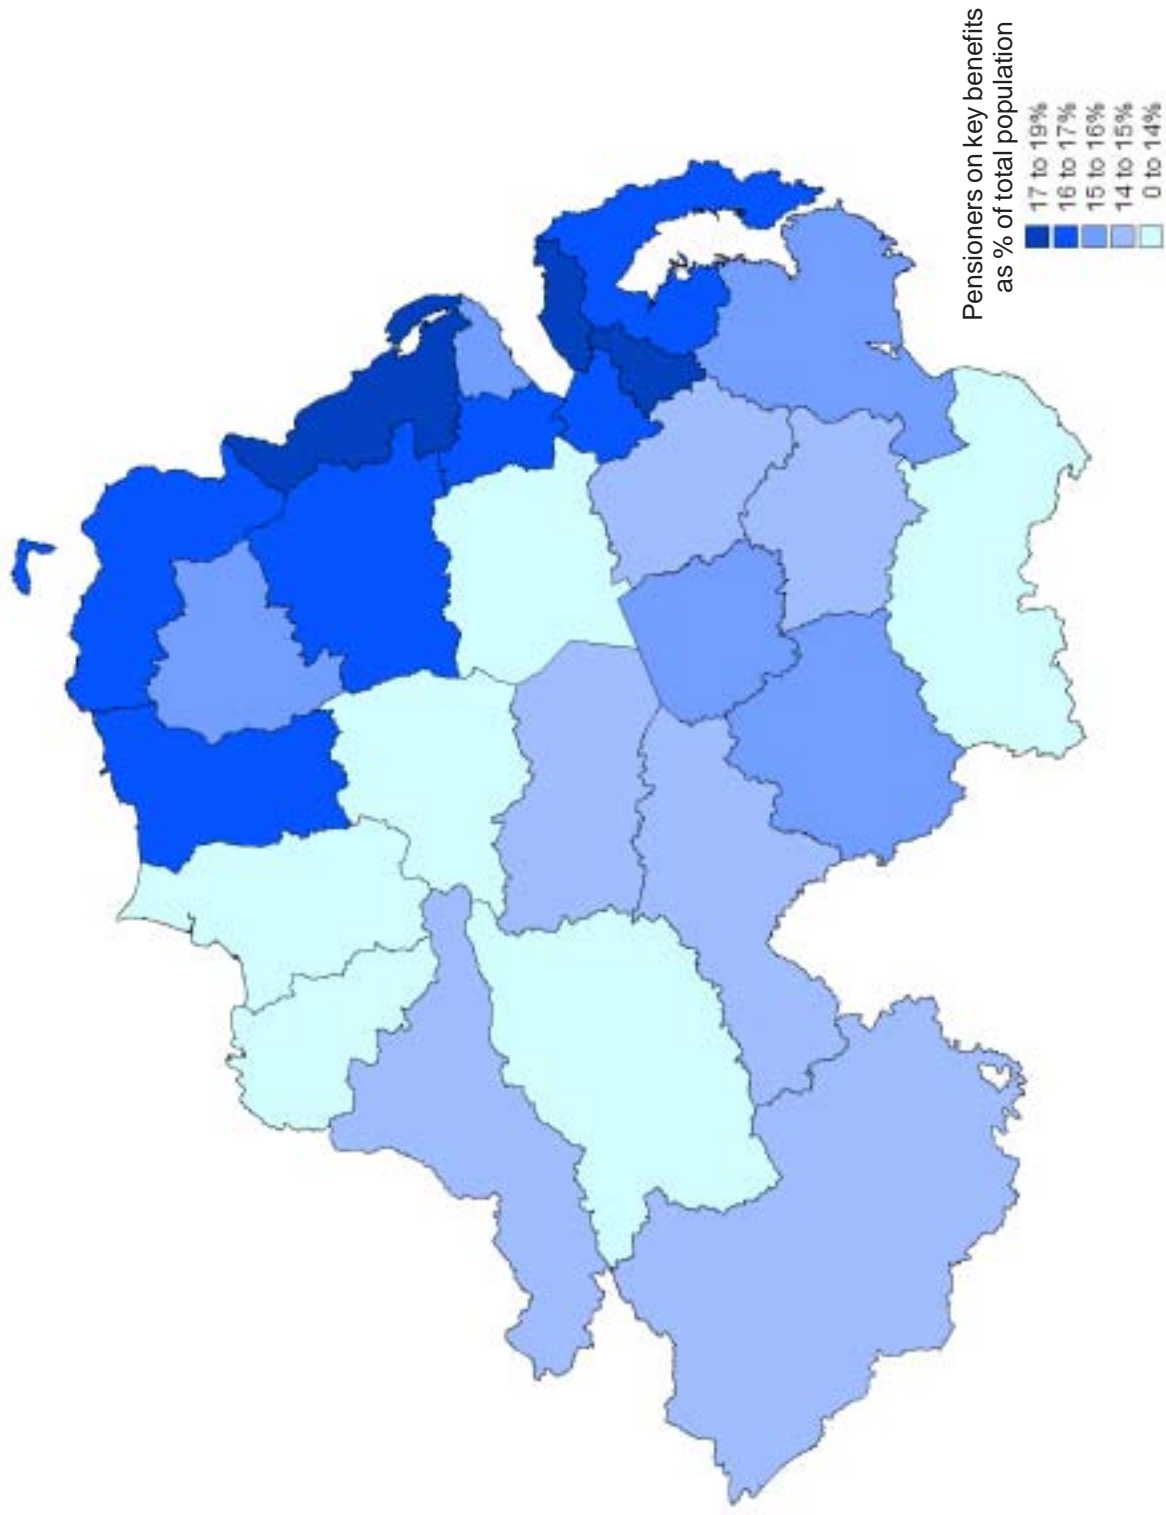 Pensioners on key benefits
as % of total population
17 to 19%
16 to 17%
15 to 16%
14 to 15%
0 to 14%